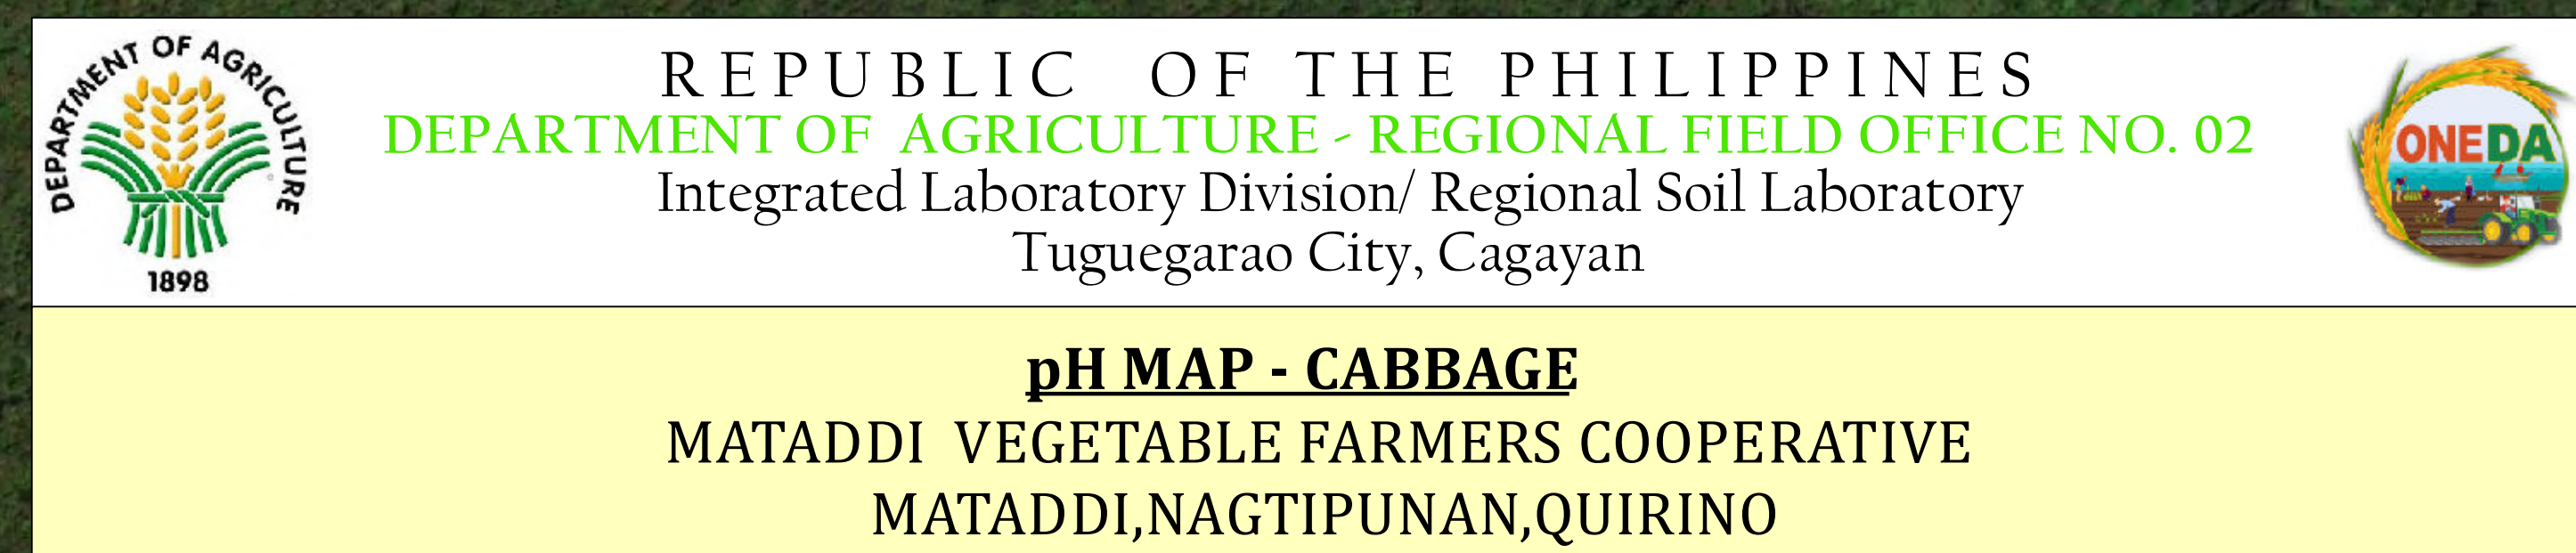 DEPARTMENT OF AGRICULTURE
1898
REPUBLIC OF THE PHILIPPINES
DEPARTMENT OF AGRICULTURE - REGIONAL FIELD OFFICE NO. 02
Integrated Laboratory Division/ Regional Soil Laboratory
Tuguegarao City, Cagayan
ONEDA
pH MAP - CABBAGE
MATADDI VEGETABLE FARMERS COOPERATIVE
MATADDI,NAGTIPUNAN,QUIRINO